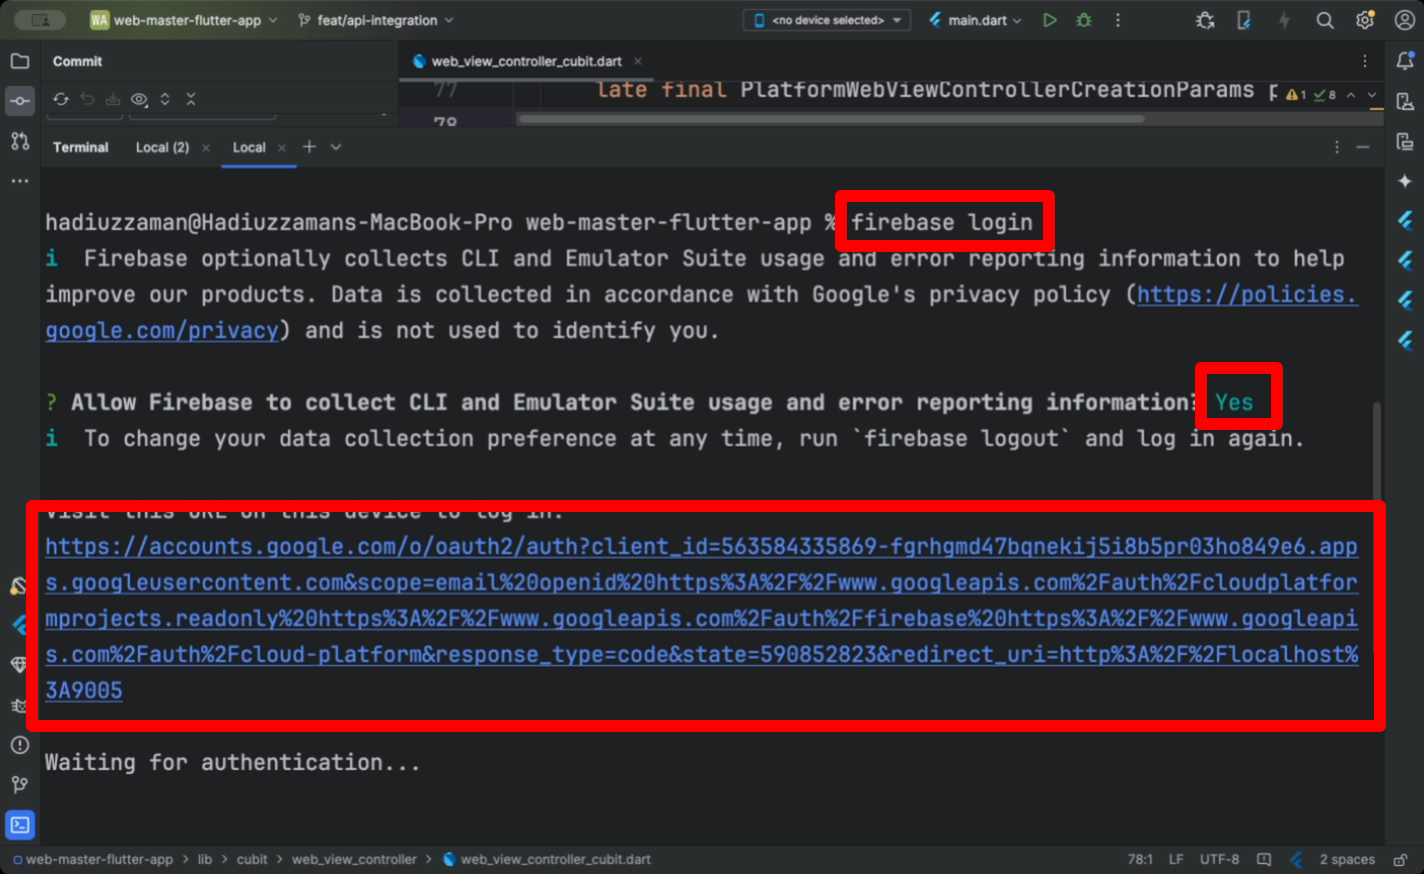 WA web-master-flutter-app feat/api-integration <no device selected> main.dart
Commit web_view_controller_cubit.dart
77 late final PlatformWebViewControllerCreationParams p 1 8
78
Terminal Local (2) Local
hadiuzzaman@Hadiuzzamans-MacBook-Pro web-master-flutter-app % firebase login
i Firebase optionally collects CLI and Emulator Suite usage and error reporting information to help
improve our products. Data is collected in accordance with Google's privacy policy (https://policies.
google.com/privacy) and is not used to identify you.
? Allow Firebase to collect CLI and Emulator Suite usage and error reporting information? Yes
i To change your data collection preference at any time, run `firebase logout` and log in again.
Visit this URL on this device to log in:
https://accounts.google.com/o/oauth2/auth?client_id=563584335869-fgrhgmd47bqnekij5i8b5pr03ho849e6.app
s.googleusercontent.com&scope=email%20openid%20https%3A%2F%2Fwww.googleapis.com%2Fauth%2Fcloudplatfor
mprojects.readonly%20https%3A%2F%2Fwww.googleapis.com%2Fauth%2Ffirebase%20https%3A%2F%2Fwww.googleapi
s.com%2Fauth%2Fcloud-platform&response_type=code&state=590852823&redirect_uri=http%3A%2F%2Flocalhost%
3A9005
Waiting for authentication...
web-master-flutter-app > lib > cubit > web_view_controller > web_view_controller_cubit.dart 78:1 LF UTF-8 2 spaces